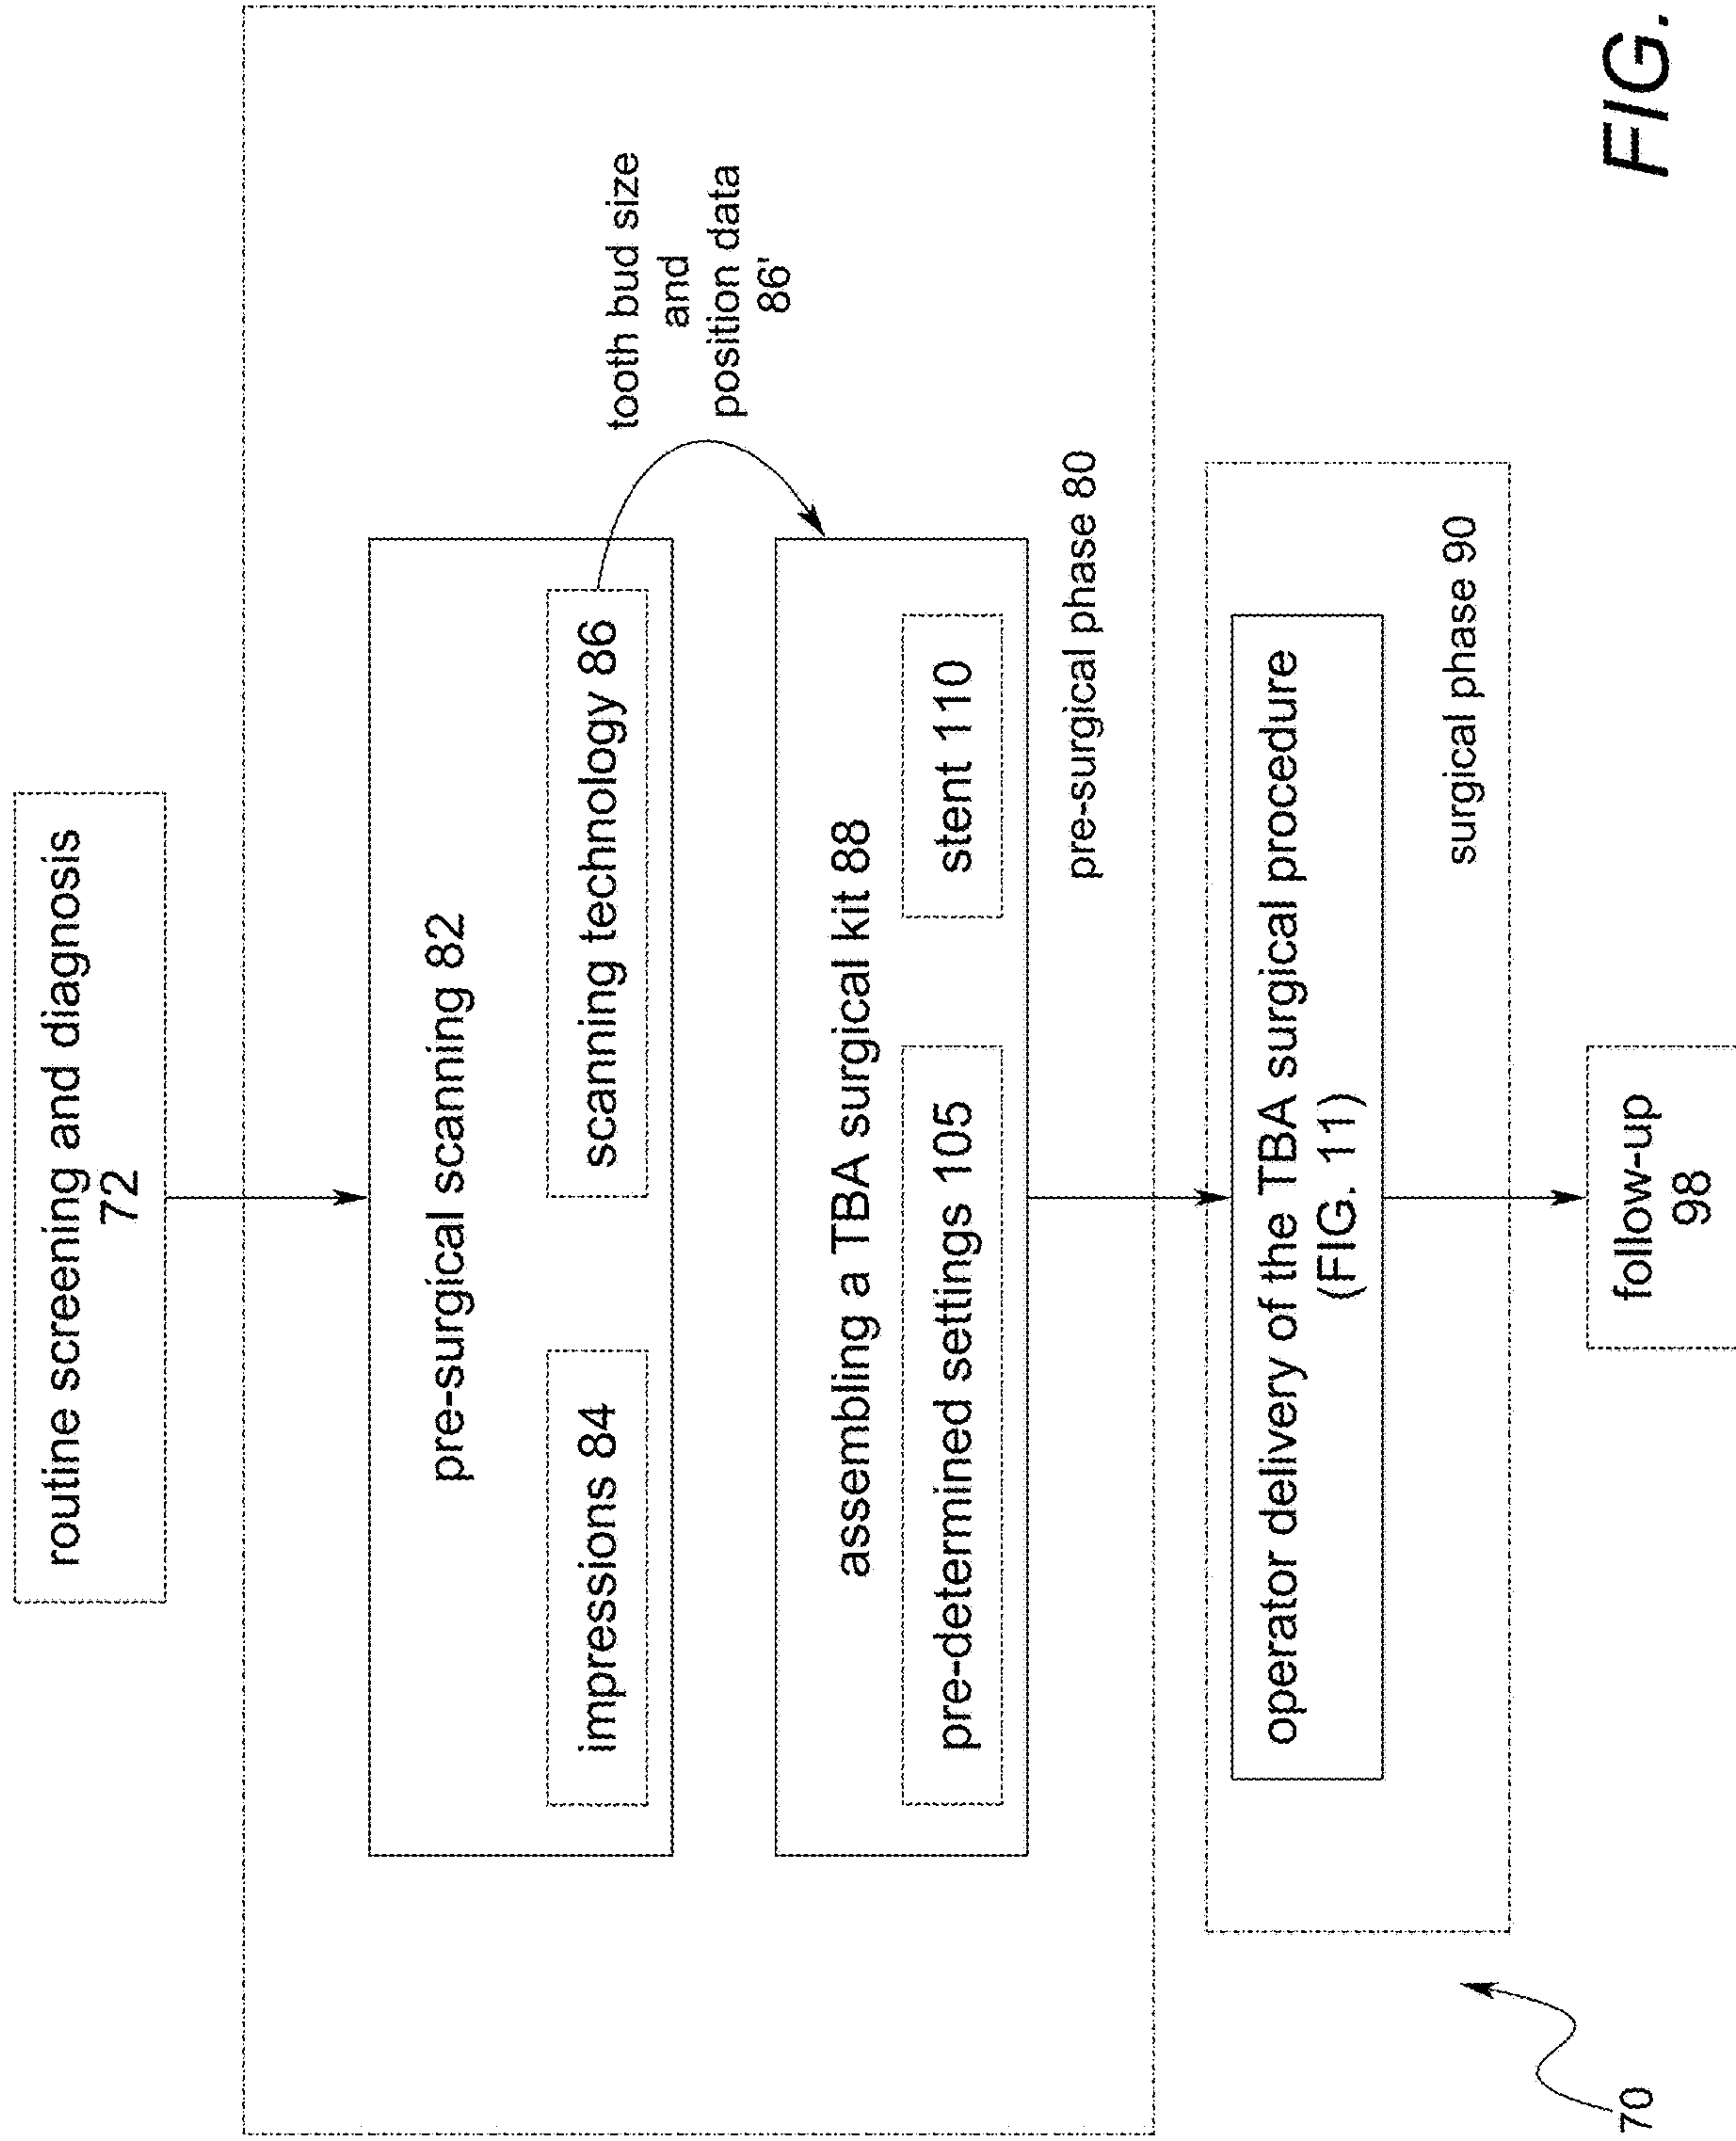 routine screening and diagnosis
72
pre-surgical scanning 82
impressions 84
scanning technology 86
tooth bud size
and
position data
86'
assembling a TBA surgical kit 88
pre-determined settings 105
stent 110
pre-surgical phase 80
operator delivery of the TBA surgical procedure
(FIG. 11)
surgical phase 90
follow-up
98
70
FIG.